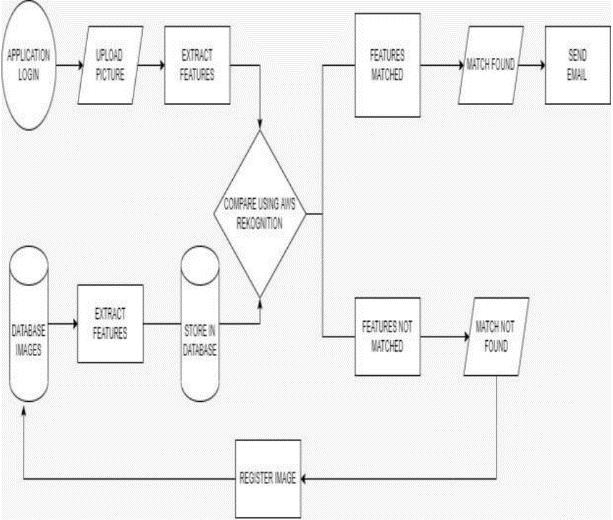 APPLICATION
LOGIN
UPLOAD
PICTURE
EXTRACT
FEATURES
FEATURES
MATCHED
MATCH FOUND
SEND
EMAIL
COMPARE USING AWS
REKOGNITION
DATABASE
IMAGES
EXTRACT
FEATURES
STORE IN
DATABASE
FEATURES NOT
MATCHED
MATCH NOT
FOUND
REGISTER IMAGE